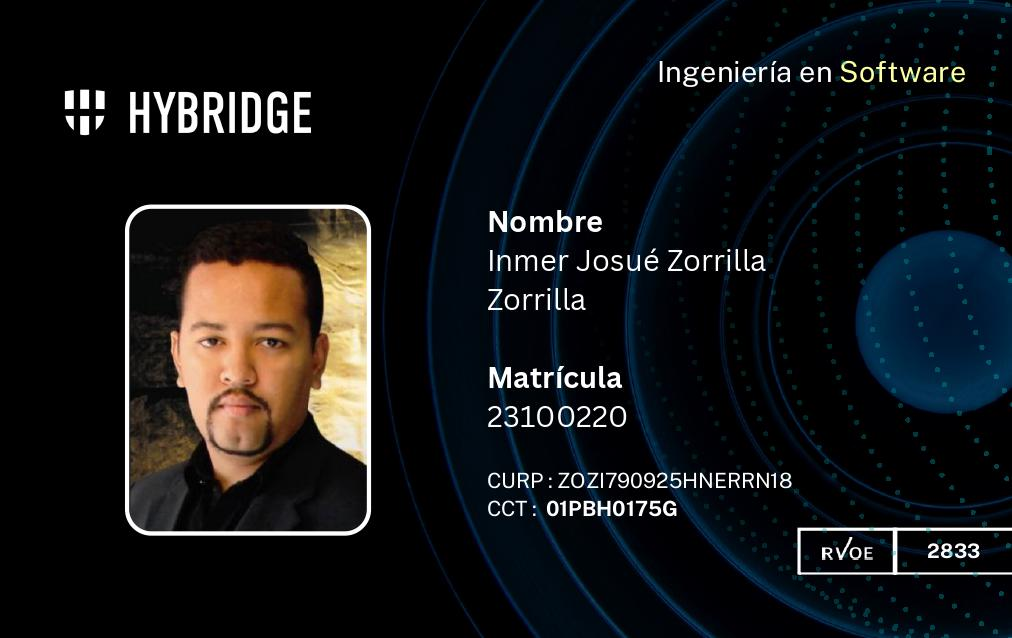 Ingeniería en Software
HYBRIDGE
Nombre
Inmer Josué Zorrilla
Zorrilla
Matrícula
23100220
CURP : ZOZI790925HNERRN18
CCT : 01PBH0175G
RVOE 2833